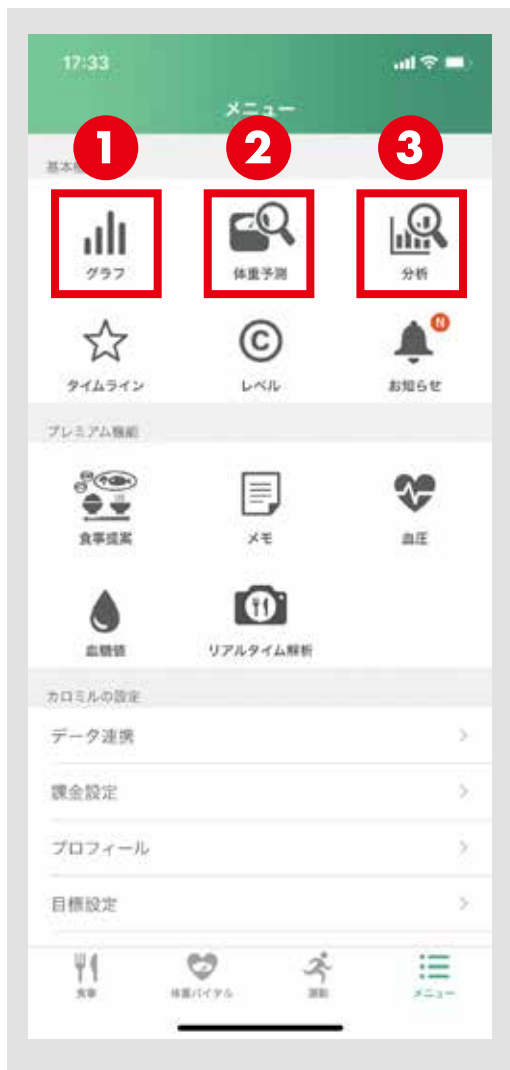 17:33
メニュー
1 2 3
基本
グラフ 体重予測 分析
N
タイムライン レベル お知らせ
プレミアム機能
食事提案 メモ 血圧
血糖値 リアルタイム解析
カロミルの設定
データ連携
課金設定
プロフィール
目標設定
食事 体重バイタル 運動 メニュー